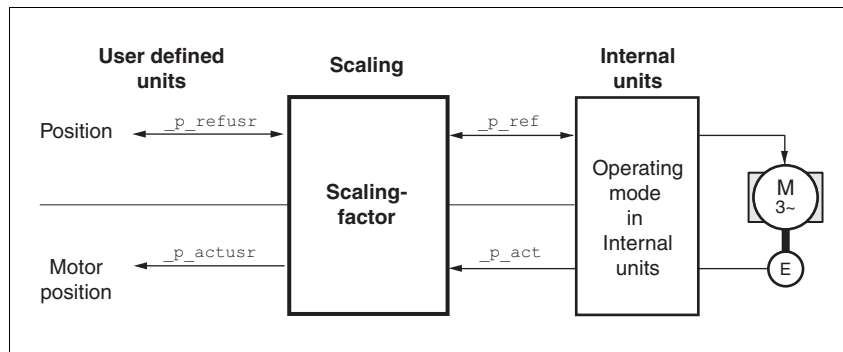 User defined
units
Scaling
Internal
units
Position
_p_refusr
_p_ref
Scaling-
factor
Operating
mode
in
Internal
units
M
3~
Motor
position
_p_actusr
_p_act
E